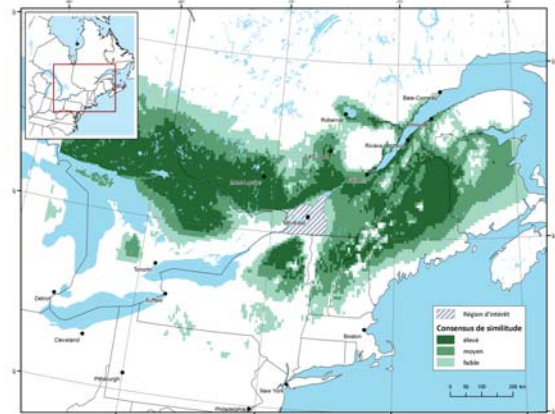 Baie-Comeau
Roberval
Rivière-du-Loup
Montréal
Toronto
Buffalo
Detroit
Cleveland
Boston
Pittsburgh
New York
Philadelphia
Région d'intérêt
Consensus de similitude
élevé
moyen
faible
0 50 100 200 km